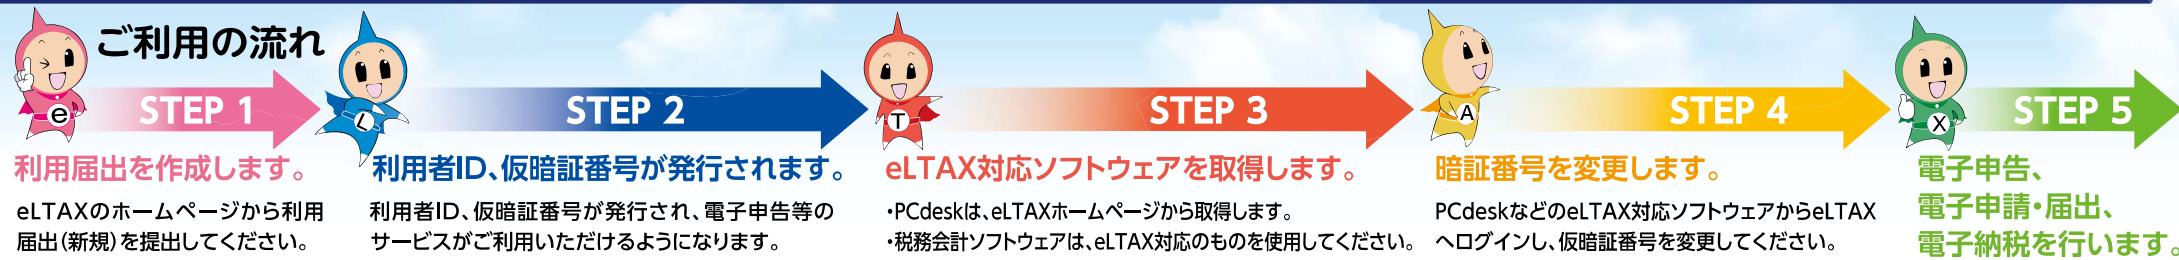 ご利用の流れ
e
STEP 1
利用届出を作成します。
eLTAXのホームページから利用
届出(新規)を提出してください。
L
STEP 2
利用者ID、仮暗証番号が発行されます。
利用者ID、仮暗証番号が発行され、電子申告等の
サービスがご利用いただけるようになります。
T
STEP 3
eLTAX対応ソフトウェアを取得します。
・PCdeskは、eLTAXホームページから取得します。
・税務会計ソフトウェアは、eLTAX対応のものを使用してください。
A
STEP 4
暗証番号を変更します。
PCdeskなどのeLTAX対応ソフトウェアからeLTAX
へログインし、仮暗証番号を変更してください。
X
STEP 5
電子申告、
電子申請・届出、
電子納税を行います。